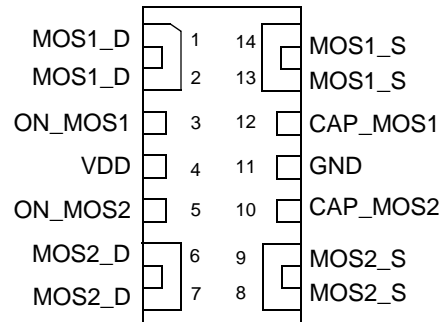 MOS1_D 1 14 MOS1_S
MOS1_D 2 13 MOS1_S
ON_MOS1 3 12 CAP_MOS1
VDD 4 11 GND
ON_MOS2 5 10 CAP_MOS2
MOS2_D 6 9 MOS2_S
MOS2_D 7 8 MOS2_S